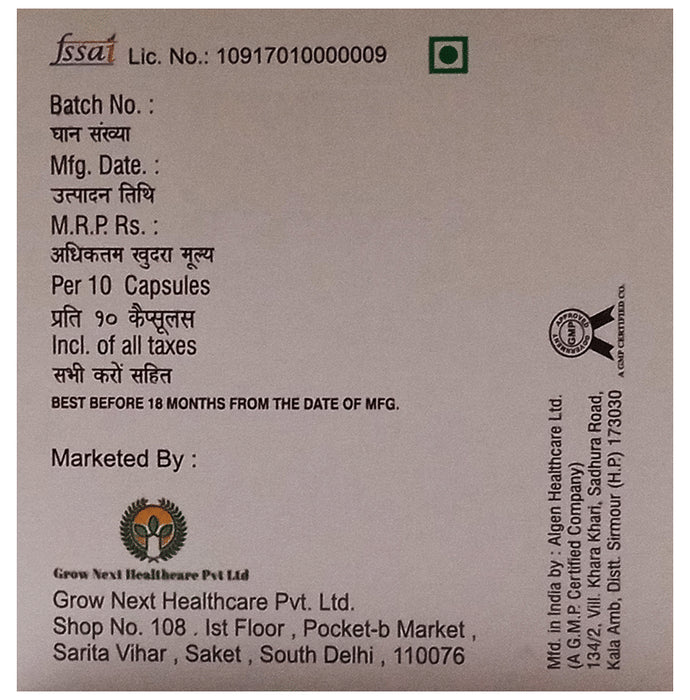 fssai Lic. No.: 10917010000009
Batch No. :
घान संख्या
Mfg. Date. :
उत्पादन तिथि
M.R.P. Rs. :
अधिकतम खुदरा मूल्य
Per 10 Capsules
प्रति १० कैप्सूलस
Incl. of all taxes
सभी करों सहित
BEST BEFORE 18 MONTHS FROM THE DATE OF MFG.
Marketed By :
Grow Next Healthcare Pvt Ltd
Grow Next Healthcare Pvt. Ltd.
Shop No. 108 . Ist Floor , Pocket-b Market ,
Sarita Vihar , Saket , South Delhi , 110076
APPROVED
GMP
GOVERNMENT
A GMP CERTIFIED CO.
Mfd. in India by : Algen Healthcare Ltd.
(A G.M.P. Certified Company)
134/2, Vill. Khara Khari, Sadhura Road,
Kala Amb, Distt. Sirmour (H.P.) 173030